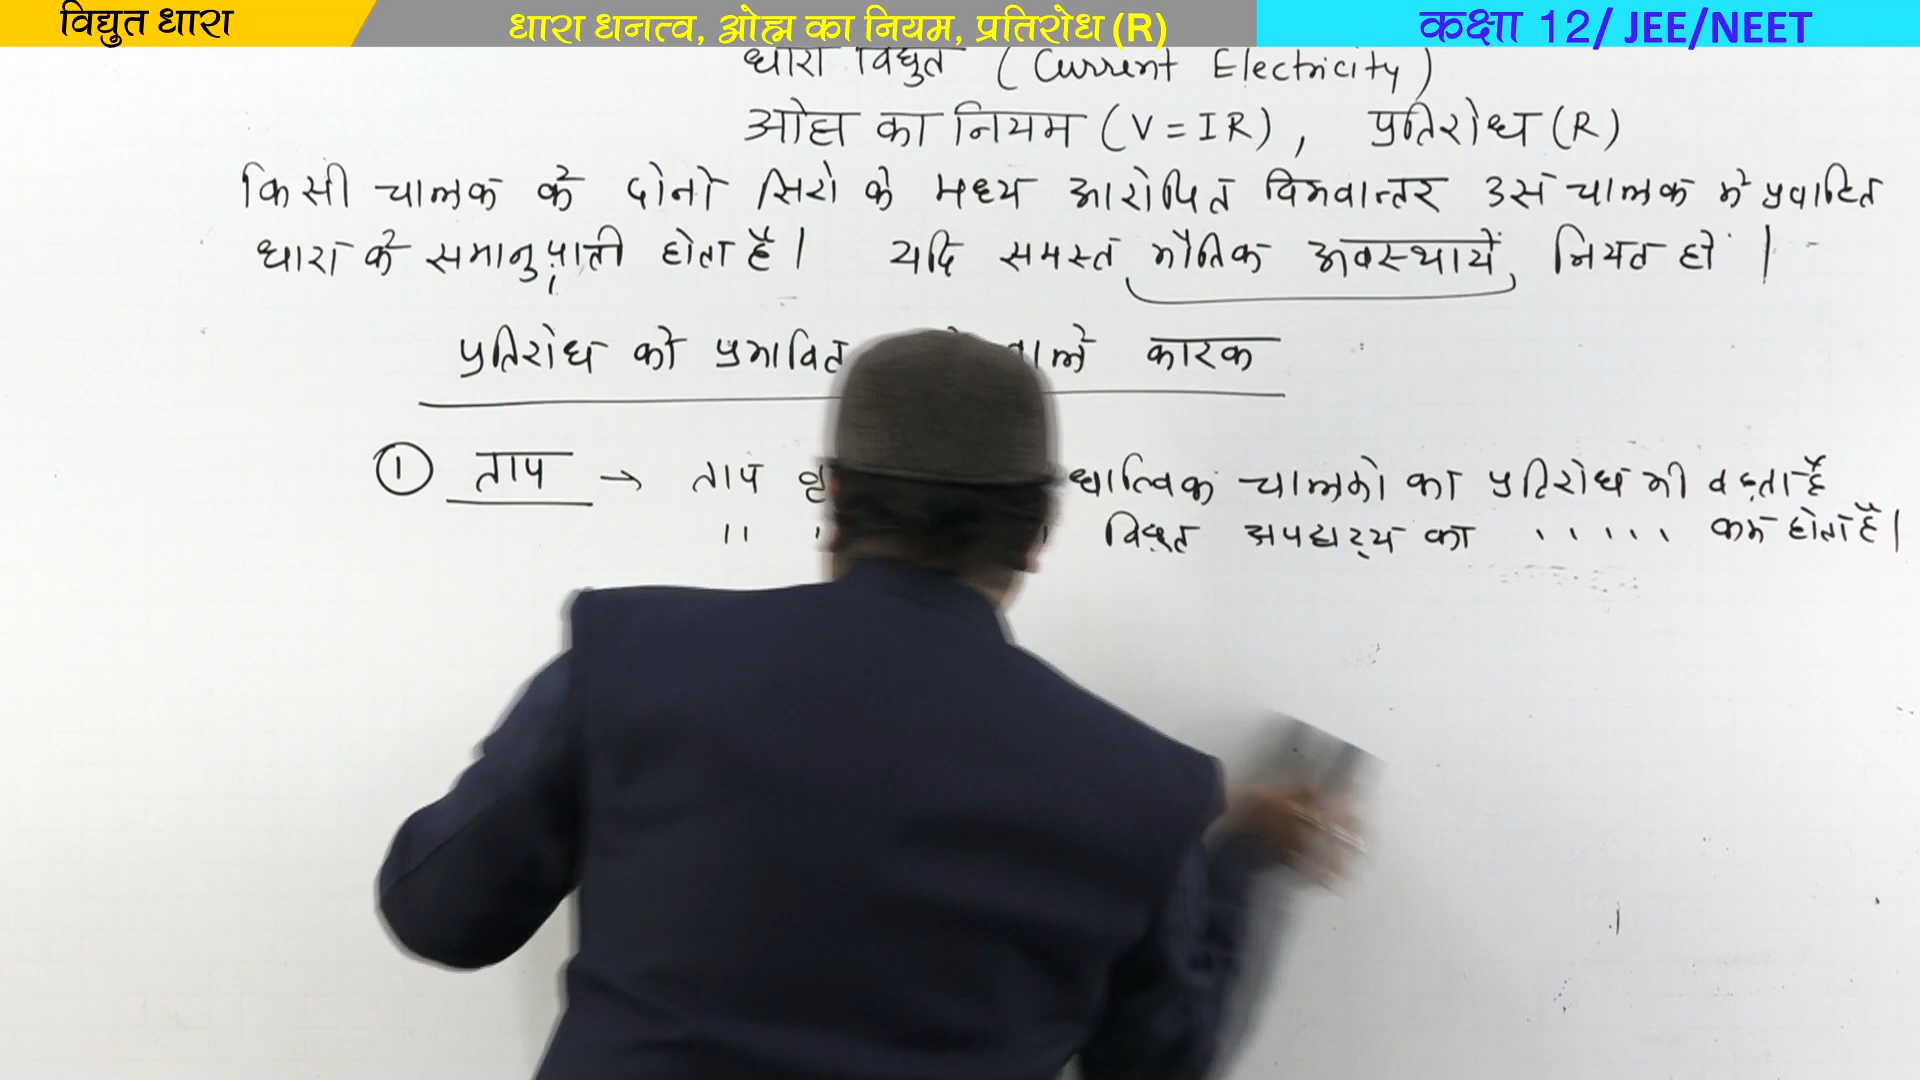 विद्युत धारा
धारा धनत्व, ओह्म का नियम, प्रतिरोध (R)
कक्षा 12/ JEE/NEET
धारा विद्युत (Current Electricity)
ओह्म का नियम (V = IR), प्रतिरोध (R)
किसी चालक के दोनों सिरों के मध्य आरोपित विभवान्तर उस चालक में प्रवाहित
धारा के समानुपाती होता है। यदि समस्त भौतिक अवस्थायें नियत हों।
प्रतिरोध को प्रभावित वाले कारक
① ताप → ताप धात्विक चालकों का प्रतिरोध भी बढ़ता है
" विद्युत अपघट्य का ' ' ' ' ' कम होता है।